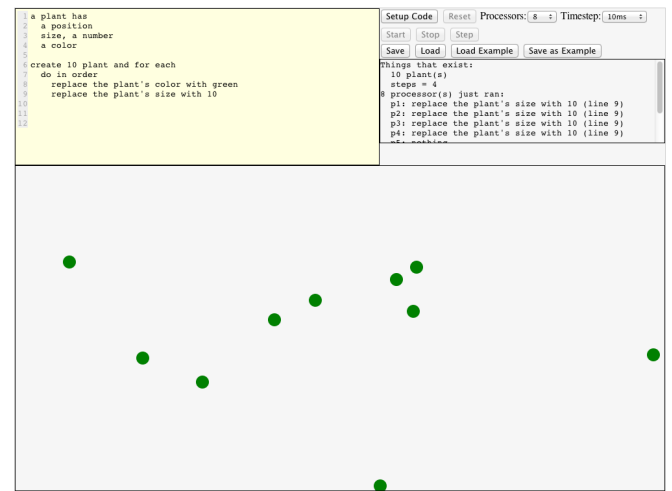 1 a plant has
2   a position
3   size, a number
4   a color
5
6 create 10 plant and for each
7   do in order
8     replace the plant's color with green
9     replace the plant's size with 10
10
11
12
Setup Code Reset Processors: 8 Timestep: 10ms
Start Stop Step
Save Load Load Example Save as Example
Things that exist:
  10 plant(s)
  steps = 4
8 processor(s) just ran:
  p1: replace the plant's size with 10 (line 9)
  p2: replace the plant's size with 10 (line 9)
  p3: replace the plant's size with 10 (line 9)
  p4: replace the plant's size with 10 (line 9)
  p5: nothing